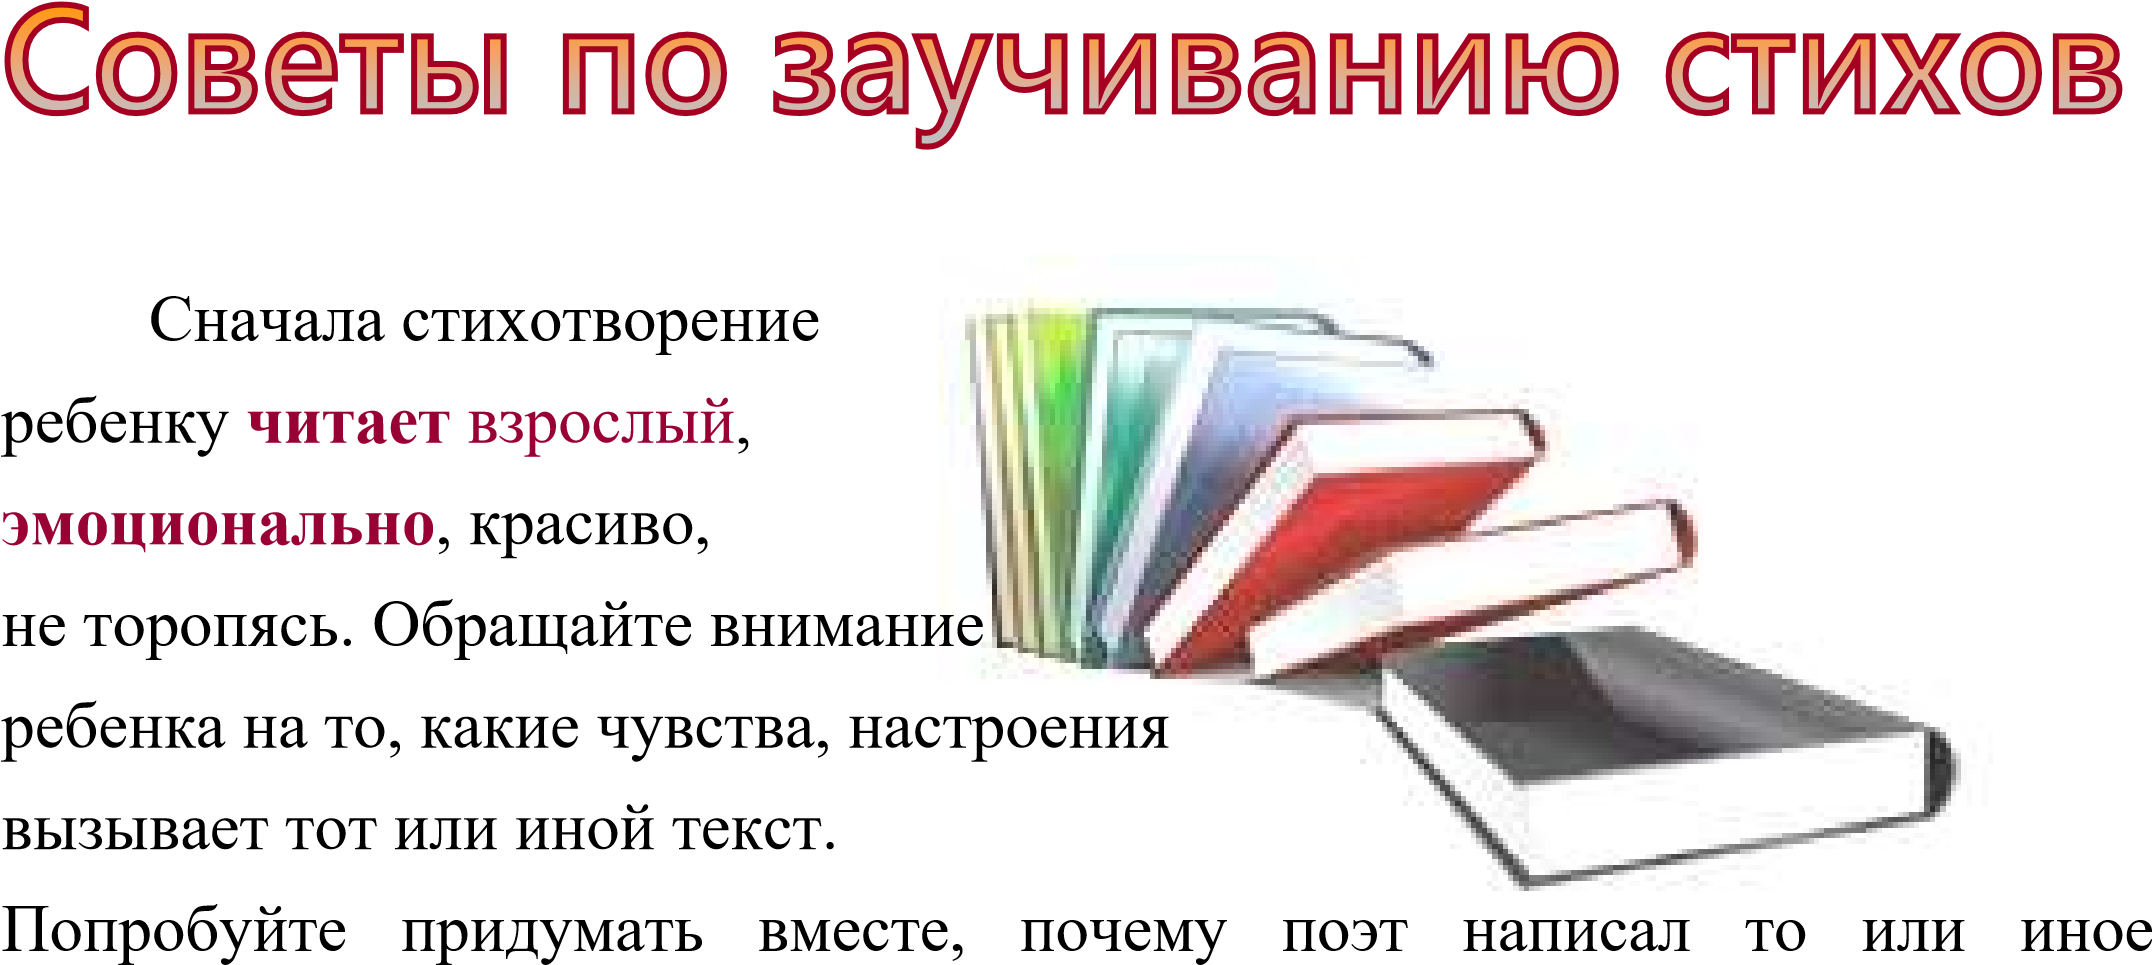 Советы по заучиванию стихов
Сначала стихотворение
ребенку читает взрослый,
эмоционально, красиво,
не торопясь. Обращайте внимание
ребенка на то, какие чувства, настроения
вызывает тот или иной текст.
Попробуйте придумать вместе, почему поэт написал то или иное